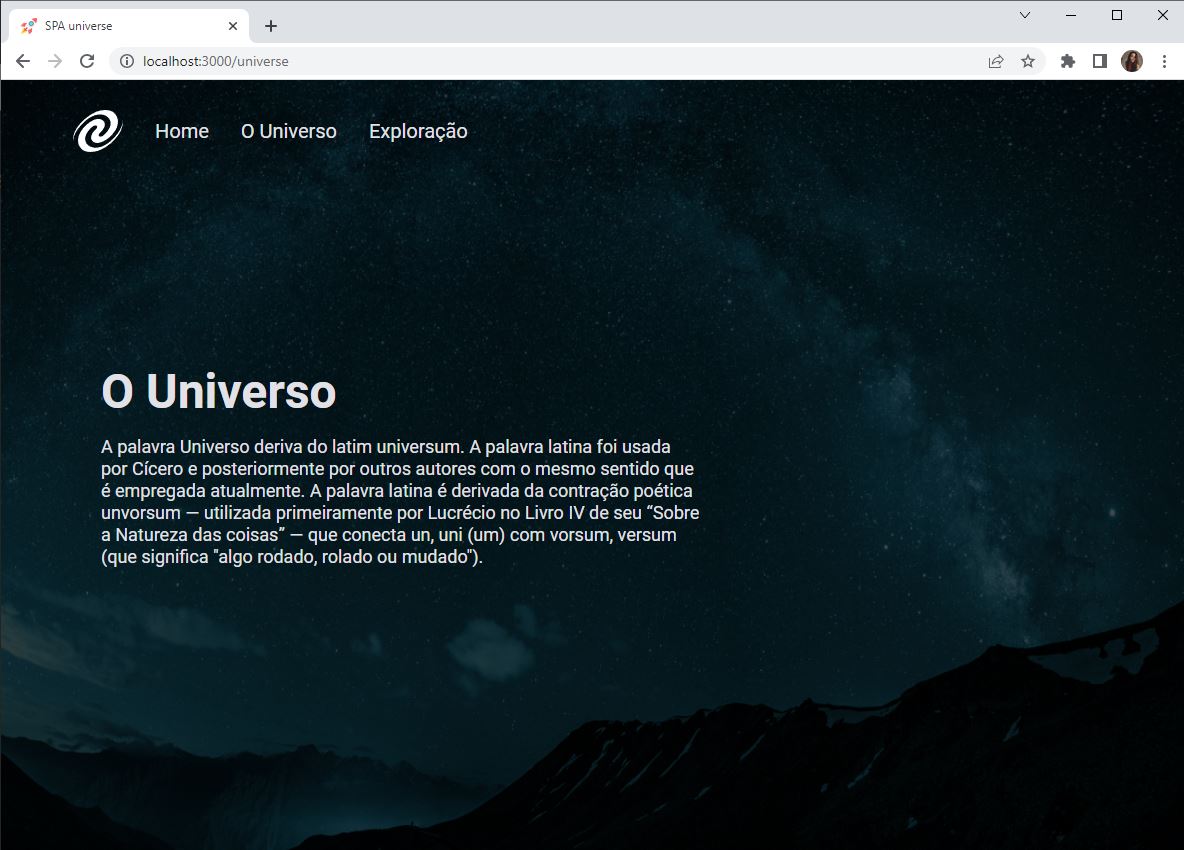 SPA universe
localhost:3000/universe
Home O Universo Exploração
O Universo
A palavra Universo deriva do latim universum. A palavra latina foi usada
por Cícero e posteriormente por outros autores com o mesmo sentido que
é empregada atualmente. A palavra latina é derivada da contração poética
unvorsum — utilizada primeiramente por Lucrécio no Livro IV de seu “Sobre
a Natureza das coisas” — que conecta un, uni (um) com vorsum, versum
(que significa "algo rodado, rolado ou mudado").